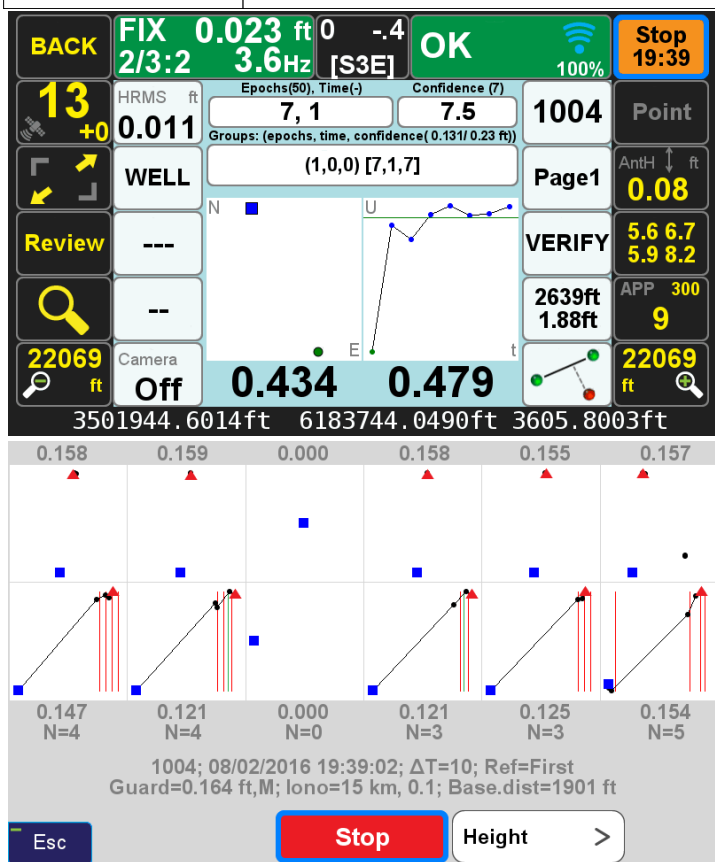 BACK
FIX 0.023 ft
2/3:2 3.6Hz
0 -.4
[S3E]
OK
100%
Stop
19:39
13
+0
HRMS ft
0.011
Epochs(50), Time(-)
7, 1
Confidence (7)
7.5
1004
Point
Groups: (epochs, time, confidence( 0.131/ 0.23 ft))
(1,0,0) [7,1,7]
WELL
Page1
AntH ft
0.08
Review
---
N
E
U
t
VERIFY
5.6 6.7
5.9 8.2
--
2639ft
1.88ft
APP 300
9
22069
ft
Camera
Off
0.434
0.479
22069
ft
3501944.6014ft 6183744.0490ft 3605.8003ft
0.158 0.159 0.000 0.158 0.155 0.157
0.147 0.121 0.000 0.121 0.125 0.154
N=4 N=4 N=0 N=3 N=3 N=5
1004; 08/02/2016 19:39:02; ΔT=10; Ref=First
Guard=0.164 ft,M; Iono=15 km, 0.1; Base.dist=1901 ft
Esc
Stop
Height >